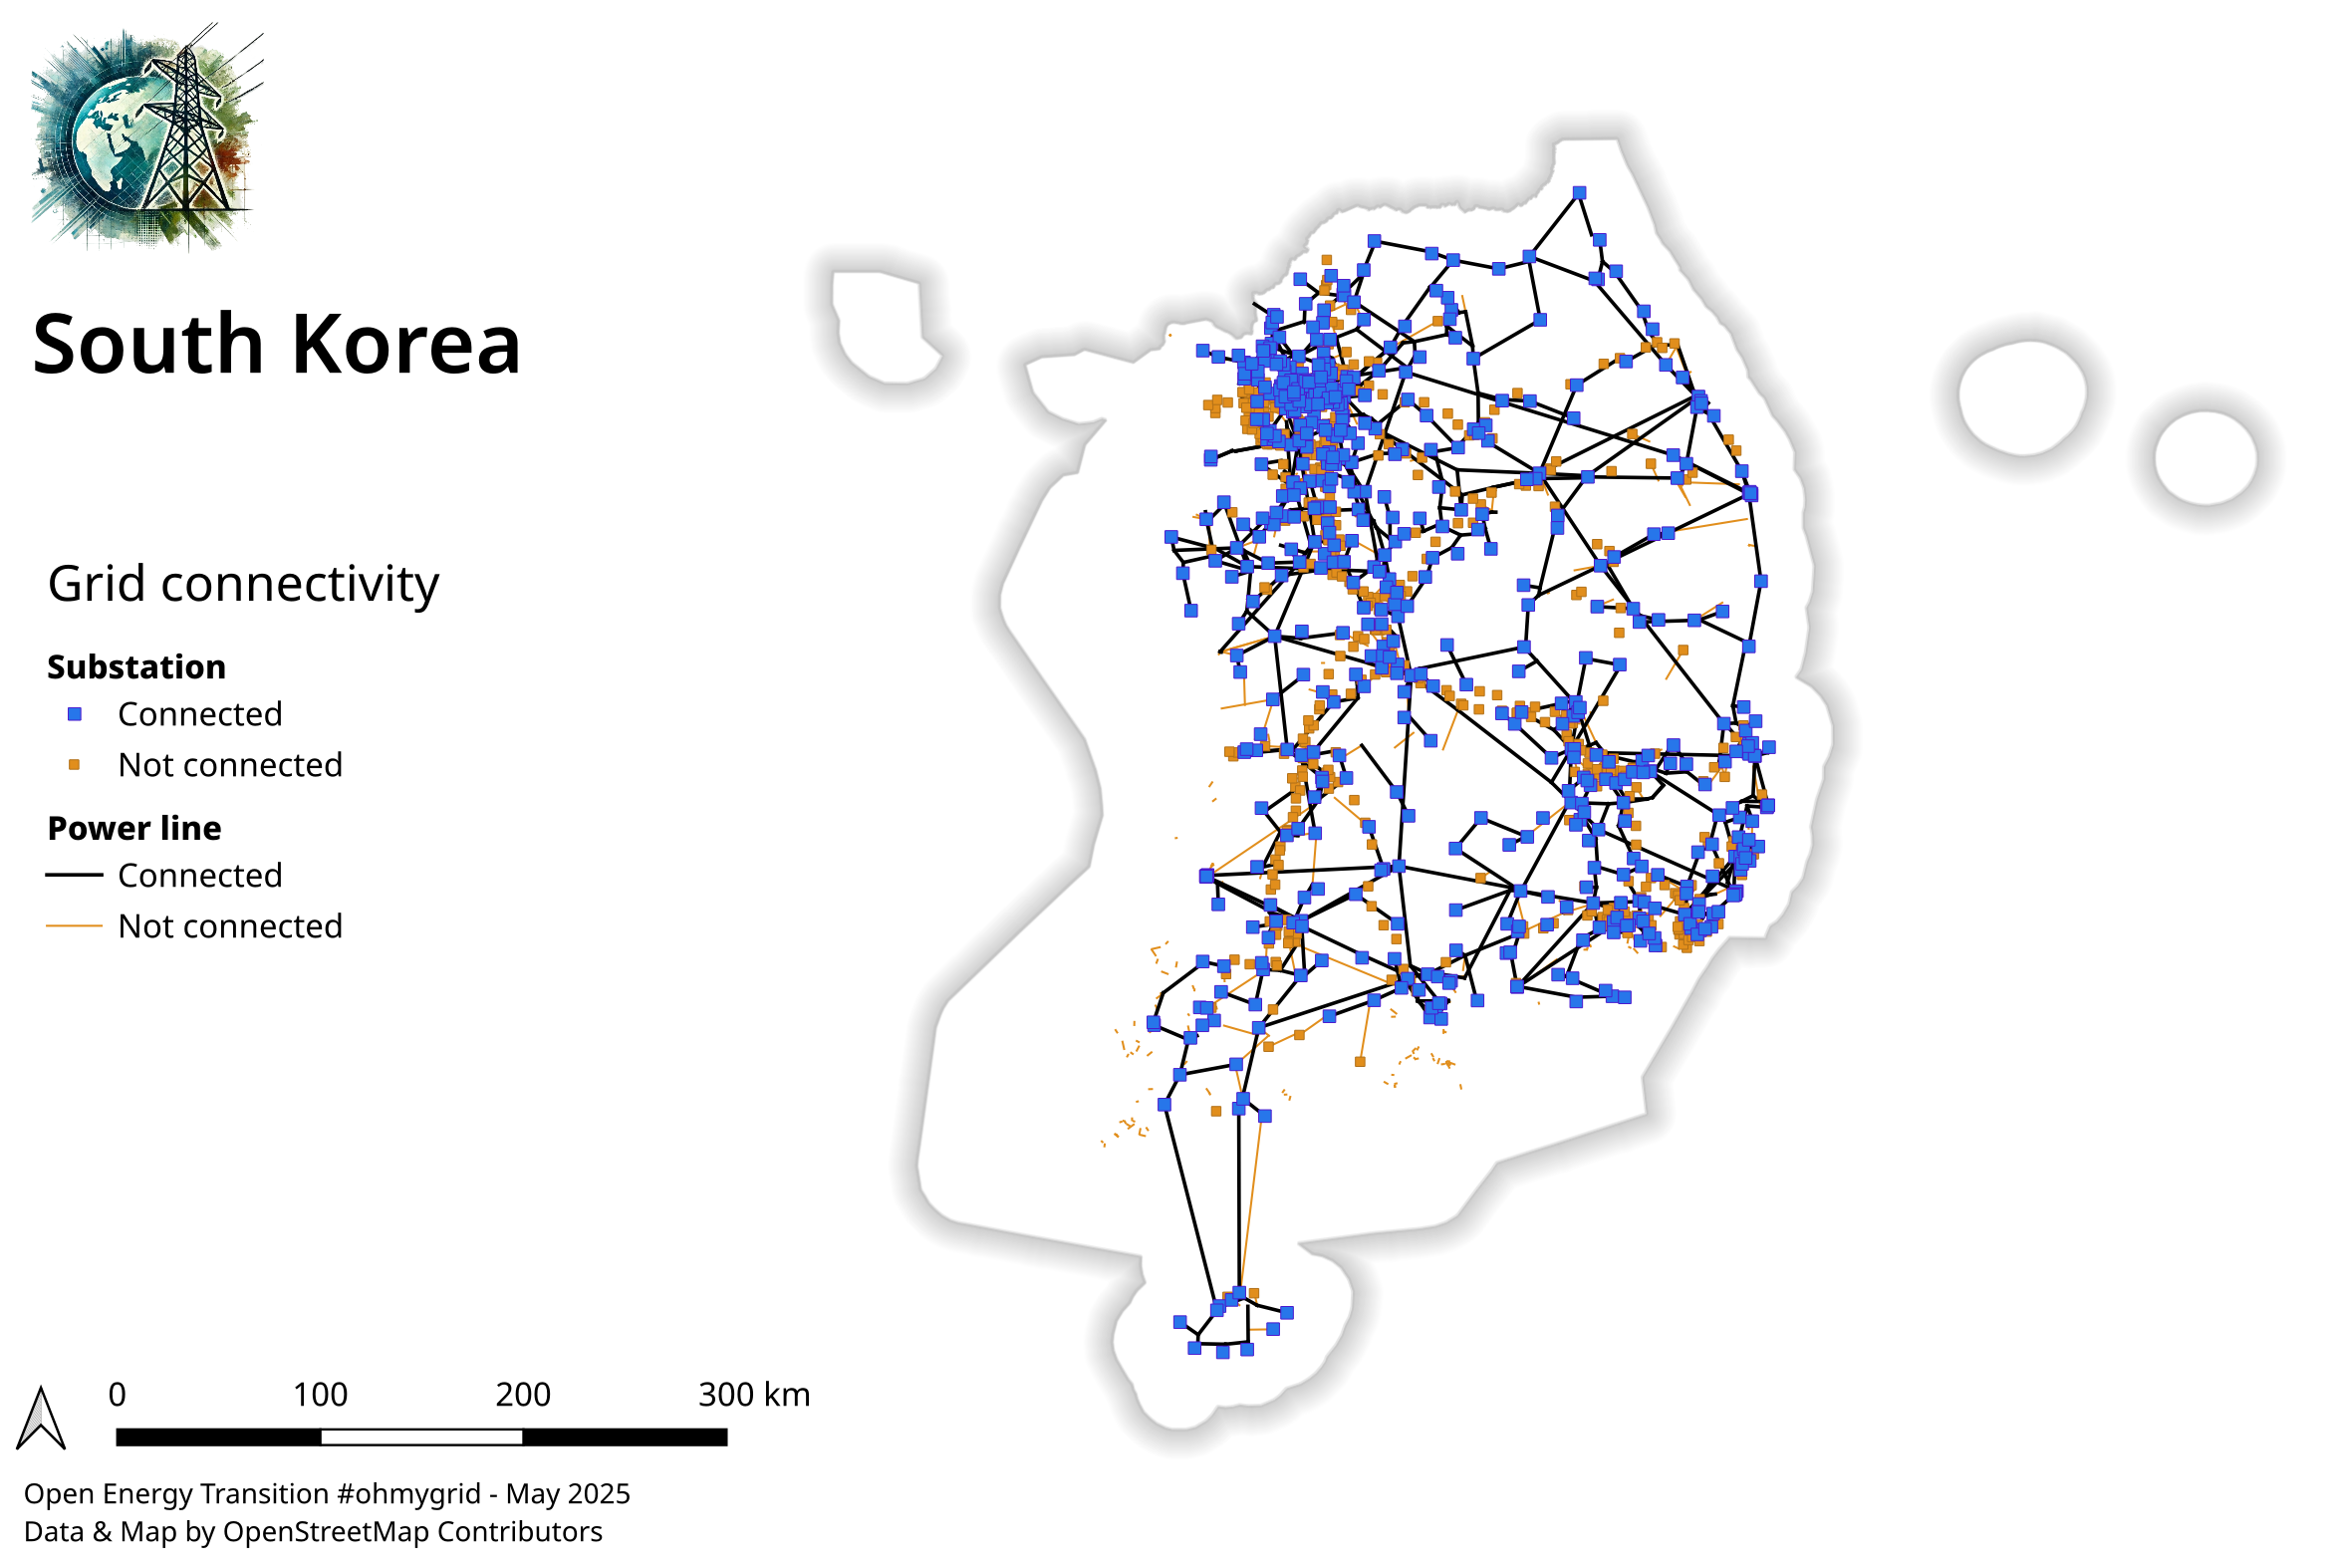 South Korea
Grid connectivity
Substation
Connected
Not connected
Power line
Connected
Not connected
0 100 200 300 km
Open Energy Transition #ohmygrid - May 2025
Data & Map by OpenStreetMap Contributors